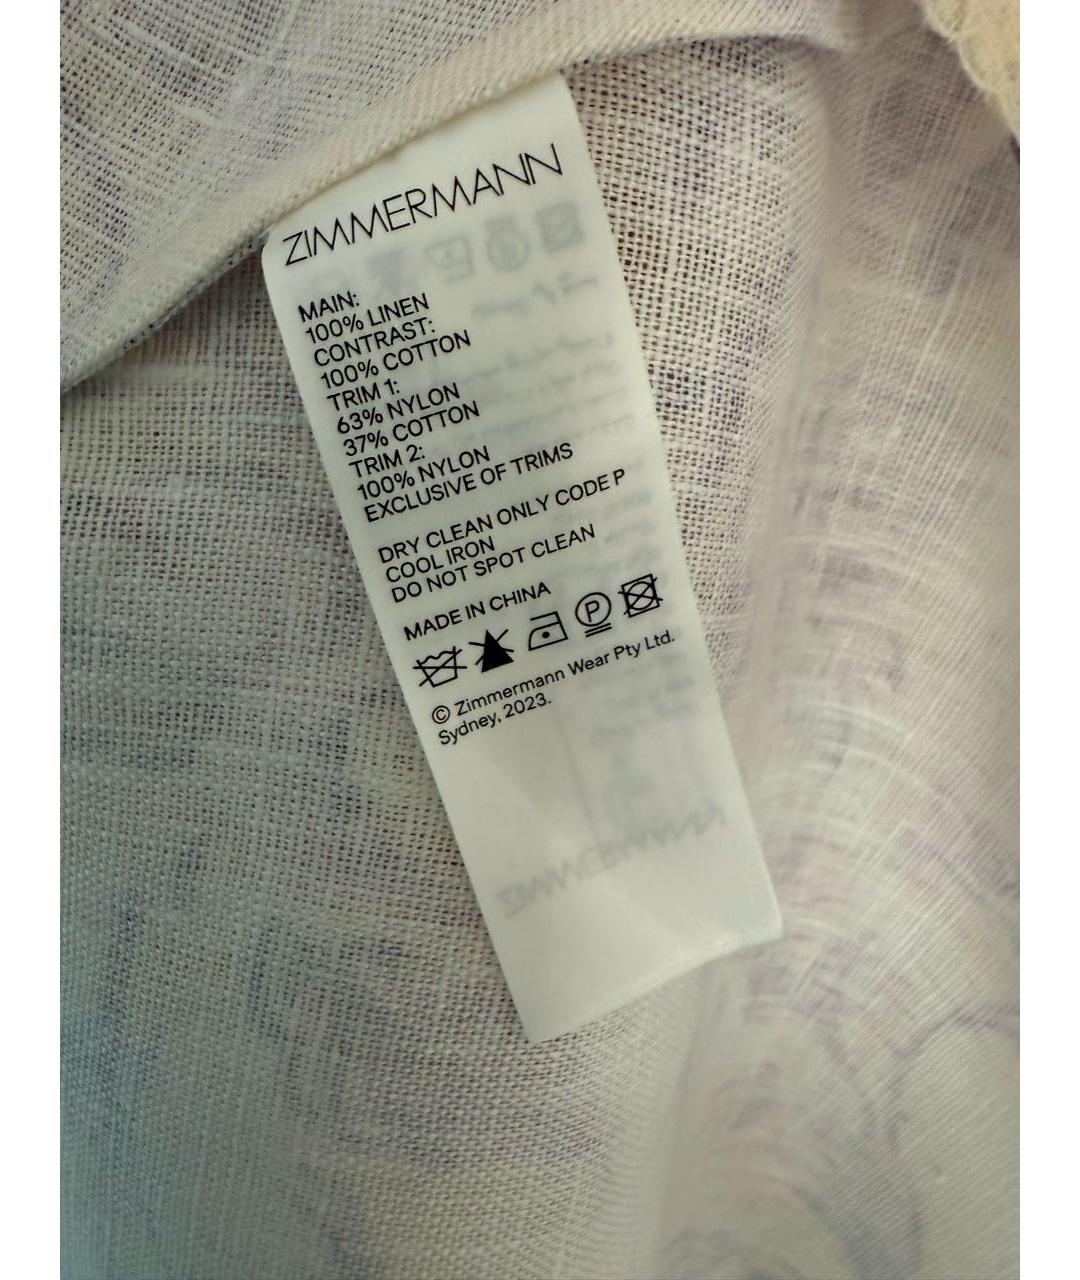 ZIMMERMANN
MAIN:
100% LINEN
CONTRAST:
100% COTTON
TRIM 1:
63% NYLON
37% COTTON
TRIM 2:
100% NYLON
EXCLUSIVE OF TRIMS
DRY CLEAN ONLY CODE P
COOL IRON
DO NOT SPOT CLEAN
MADE IN CHINA
P
© Zimmermann Wear Pty Ltd.
Sydney, 2023.
ZIMMERMANN